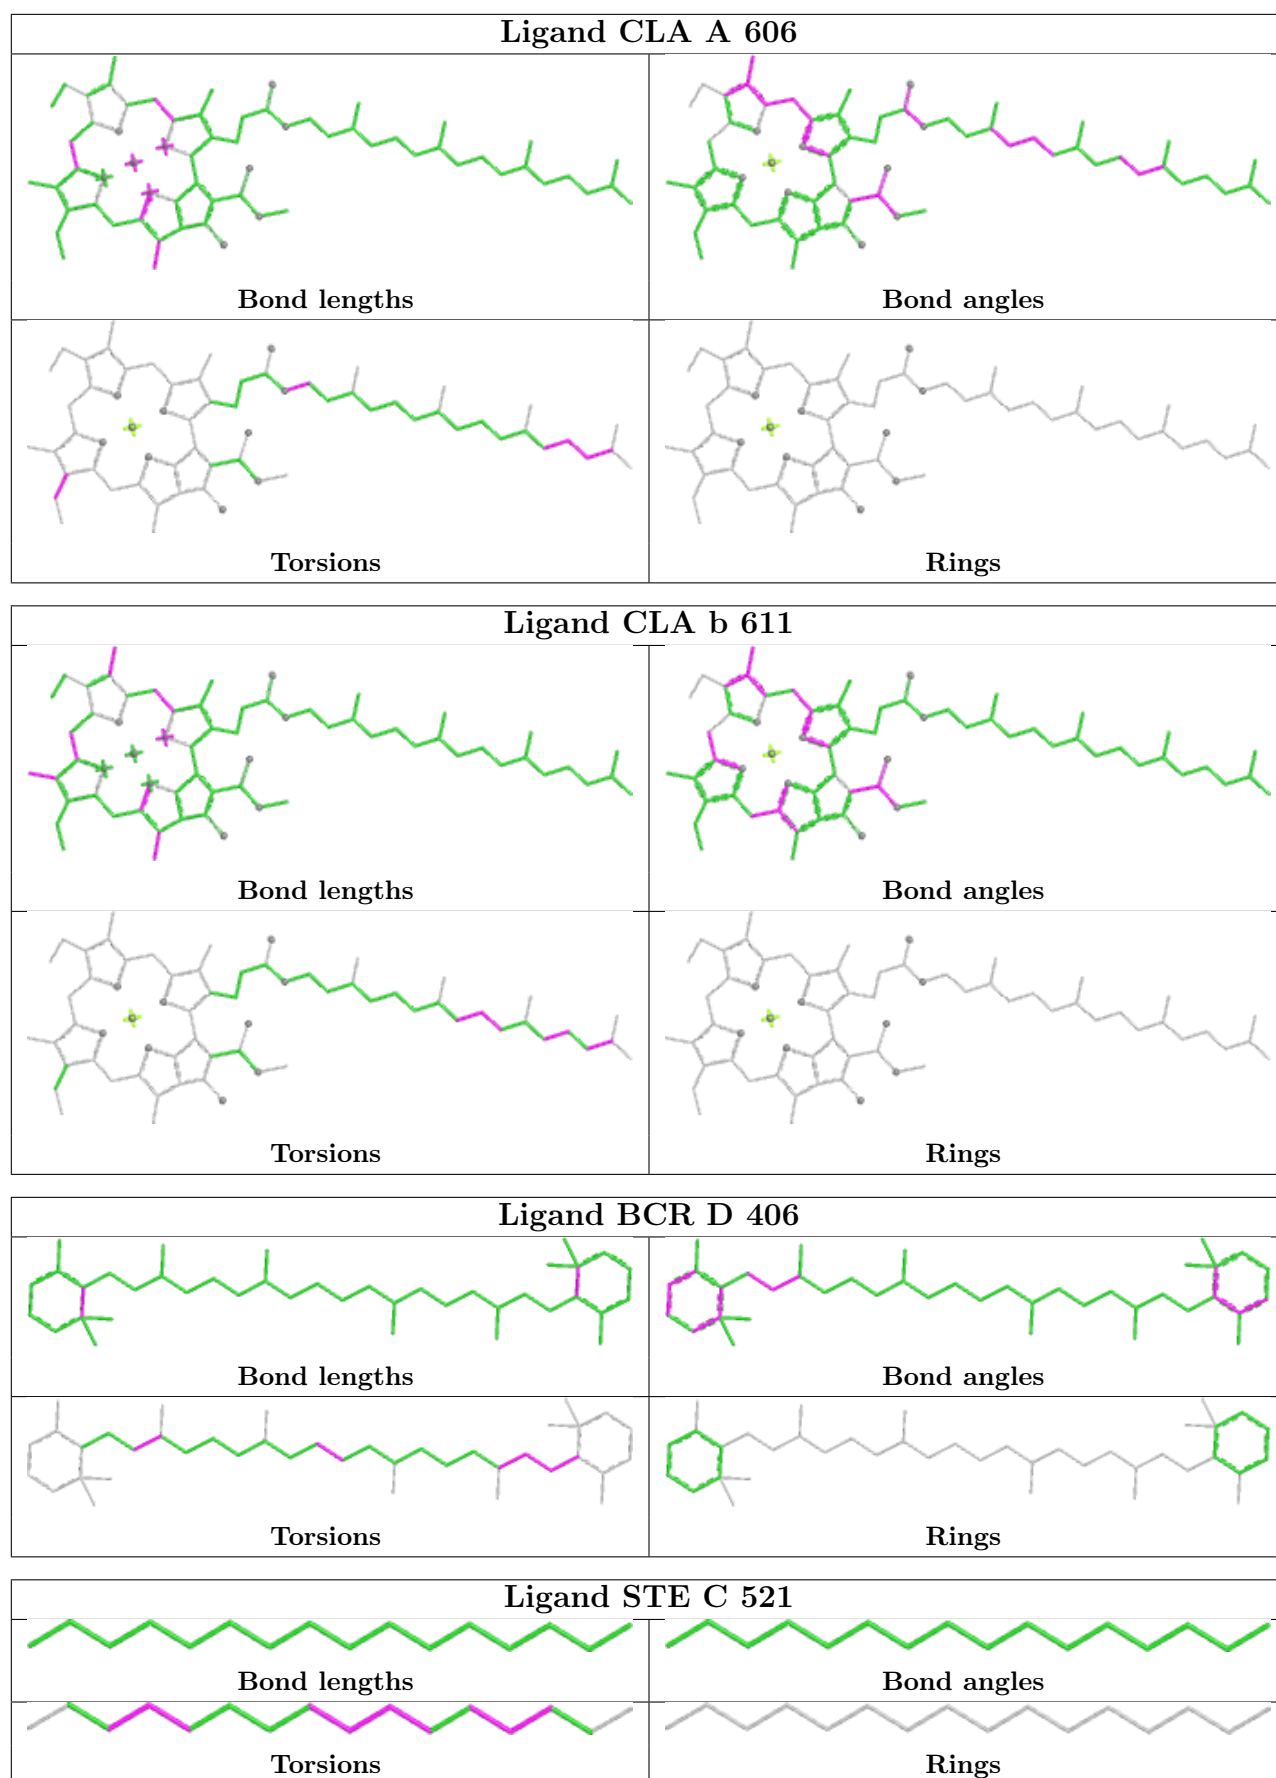 Ligand CLA A 606
Bond lengths Bond angles
Torsions Rings
Ligand CLA b 611
Bond lengths Bond angles
Torsions Rings
Ligand BCR D 406
Bond lengths Bond angles
Torsions Rings
Ligand STE C 521
Bond lengths Bond angles
Torsions Rings